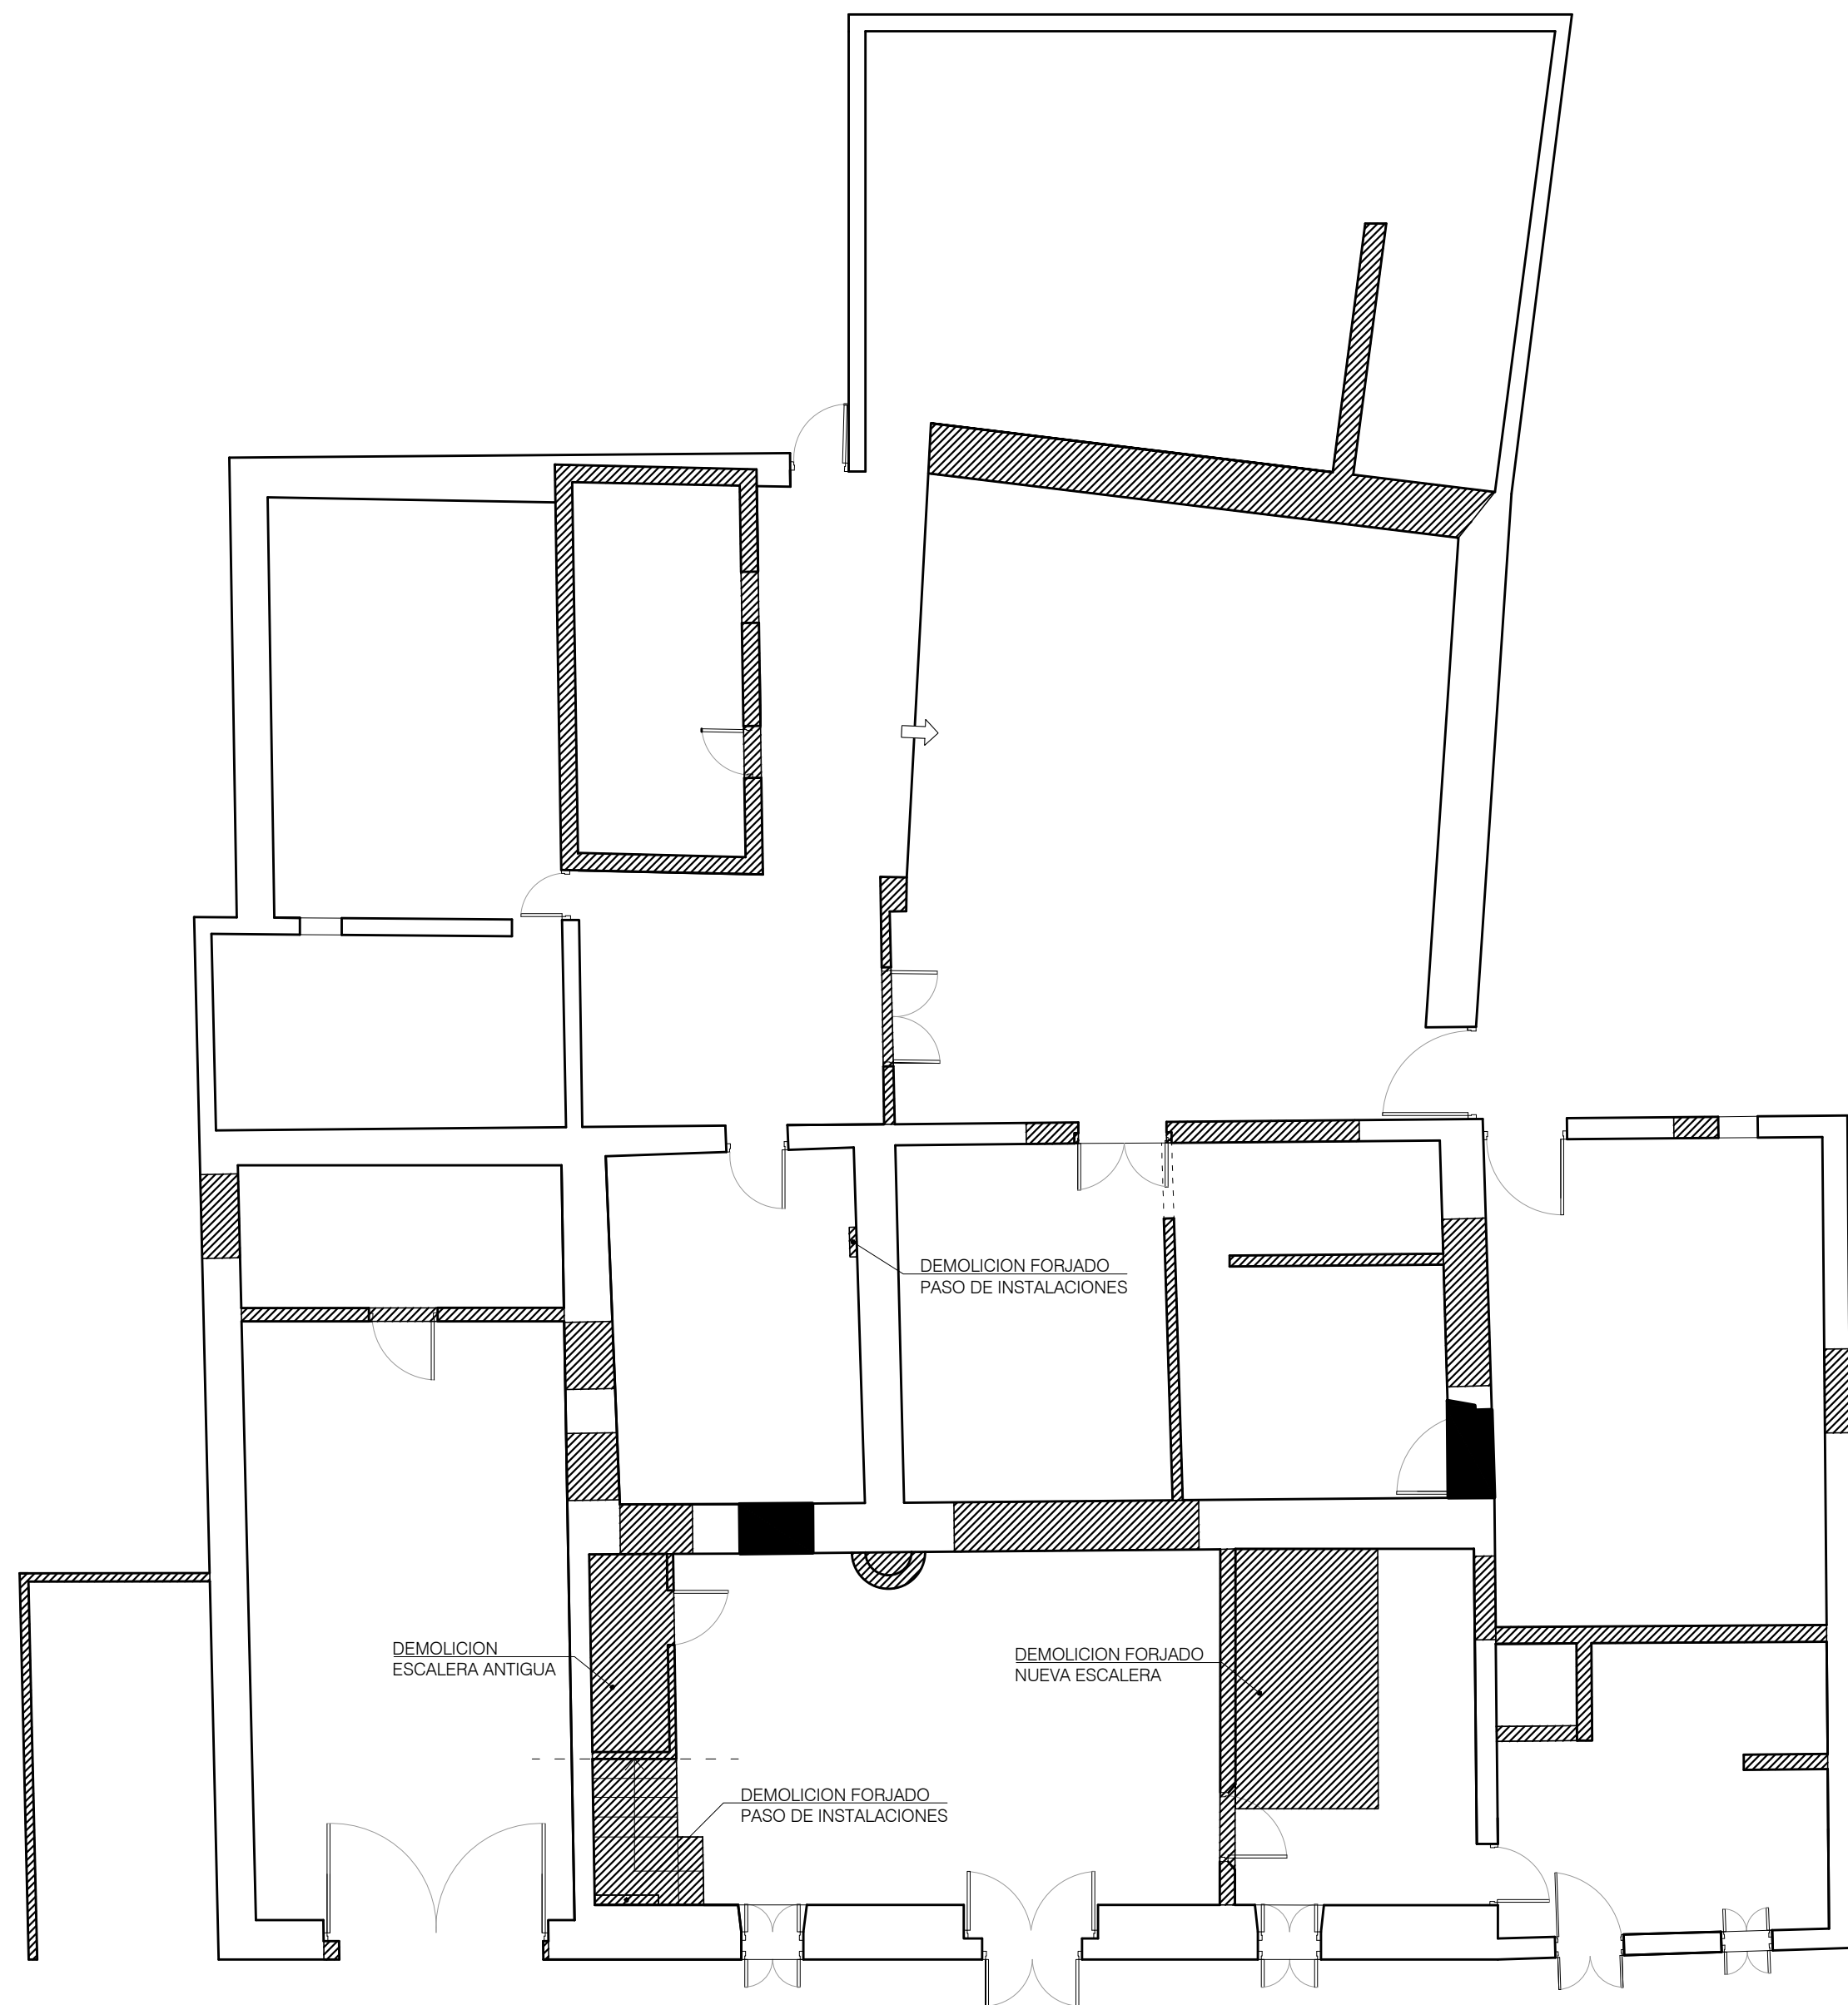 DEMOLICION FORJADO
PASO DE INSTALACIONES
DEMOLICION
ESCALERA ANTIGUA
DEMOLICION FORJADO
NUEVA ESCALERA
DEMOLICION FORJADO
PASO DE INSTALACIONES